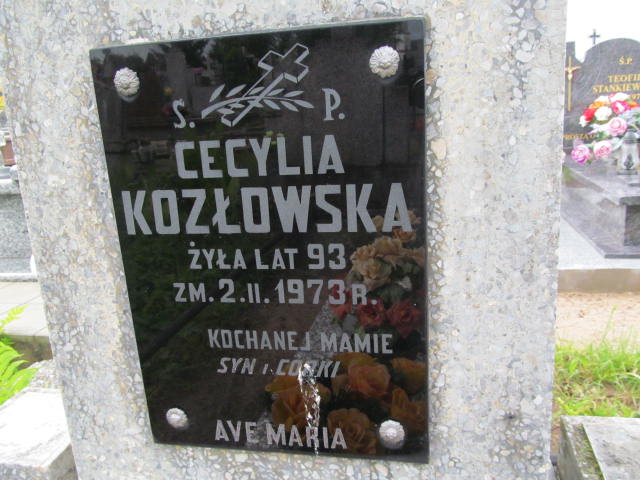 S. P.
CECYLIA
KOZŁOWSKA
ŻYŁA LAT 93
ZM. 2.II.1973 R.
KOCHANEJ MAMIE
SYN i CÓRKI
AVE MARIA
Ś.P.